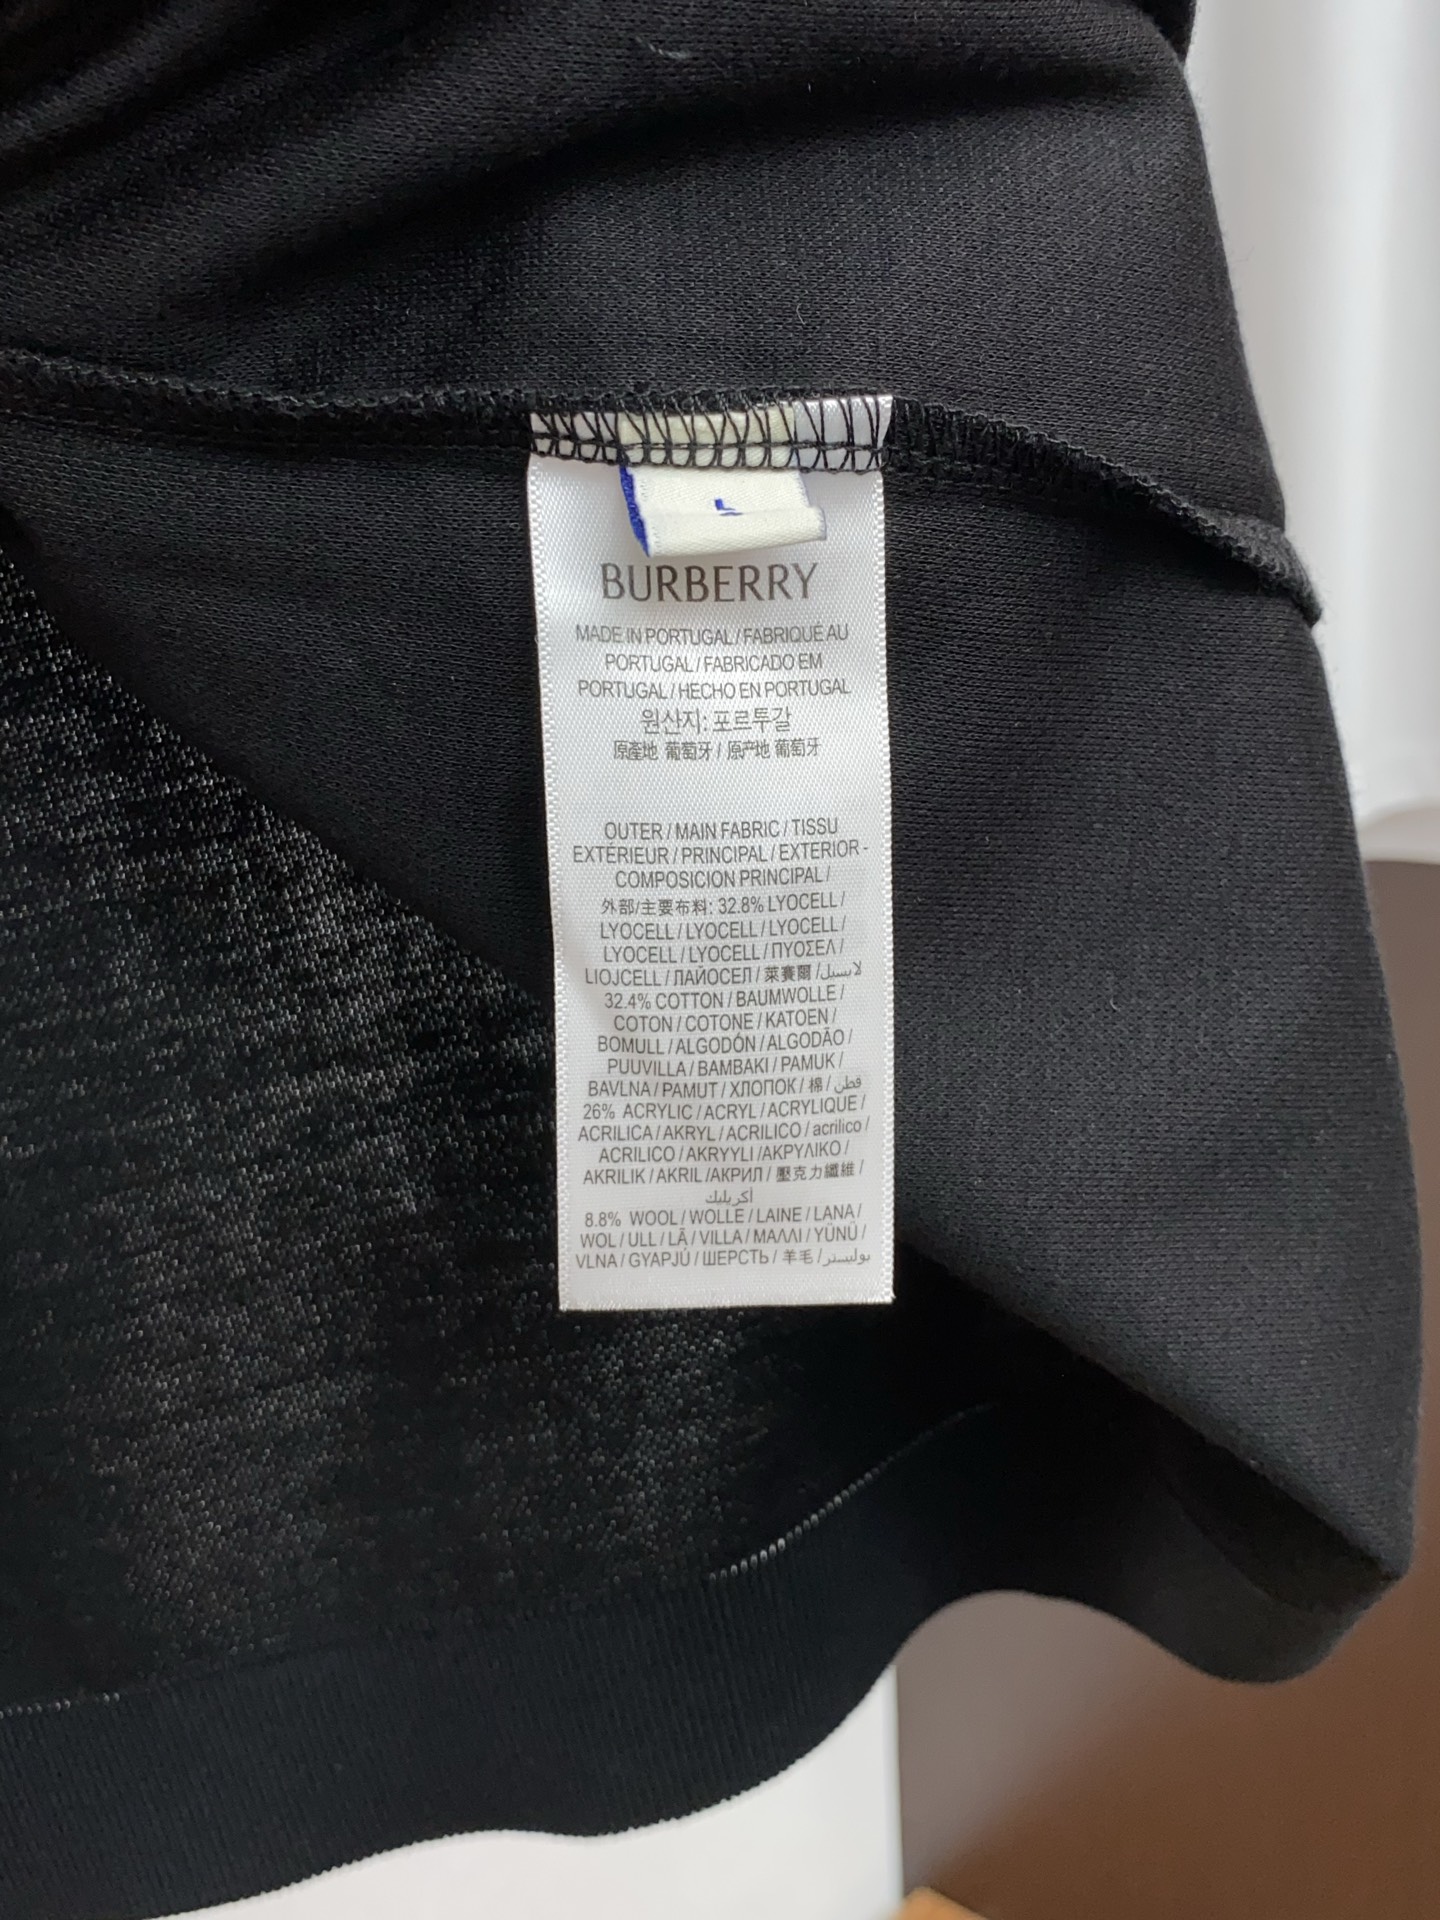 L
BURBERRY
MADE IN PORTUGAL / FABRIQUE AU
PORTUGAL / FABRICADO EM
PORTUGAL / HECHO EN PORTUGAL
원산지: 포르투갈
原產地 葡萄牙 / 原产地 葡萄牙
OUTER / MAIN FABRIC / TISSU
EXTÉRIEUR / PRINCIPAL / EXTERIOR -
COMPOSICION PRINCIPAL /
外部/主要布料: 32.8% LYOCELL /
LYOCELL / LYOCELL / LYOCELL /
LYOCELL / LYOCELL / ΠΥΟΣΕΛ /
LIOJCELL / ЛАЙОСЕЛ / 萊賽爾 / لايسيل
32.4% COTTON / BAUMWOLLE /
COTON / COTONE / KATOEN /
BOMULL / ALGODÓN / ALGODÃO /
PUUVILLA / BAMBAKI / PAMUK /
BAVLNA / PAMUT / ХЛОПОК / 棉 / قطن
26% ACRYLIC / ACRYL / ACRYLIQUE /
ACRILICA / AKRYL / ACRILICO / acrilico /
ACRILICO / AKRYYLI /ΑΚΡΥΛΙΚΟ /
AKRILIK / AKRIL /АКРИЛ / 壓克力纖維 /
أكريليك
8.8% WOOL / WOLLE / LAINE / LANA /
WOL / ULL / LÃ / VILLA / ΜΑΛΛΙ / YÜNÜ /
VLNA / GYAPJÚ / ШЕРСТЬ / 羊毛 / بوليستر